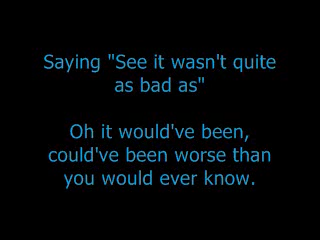 Saying "See it wasn't quite
as bad as"
Oh it would've been,
could've been worse than
you would ever know.